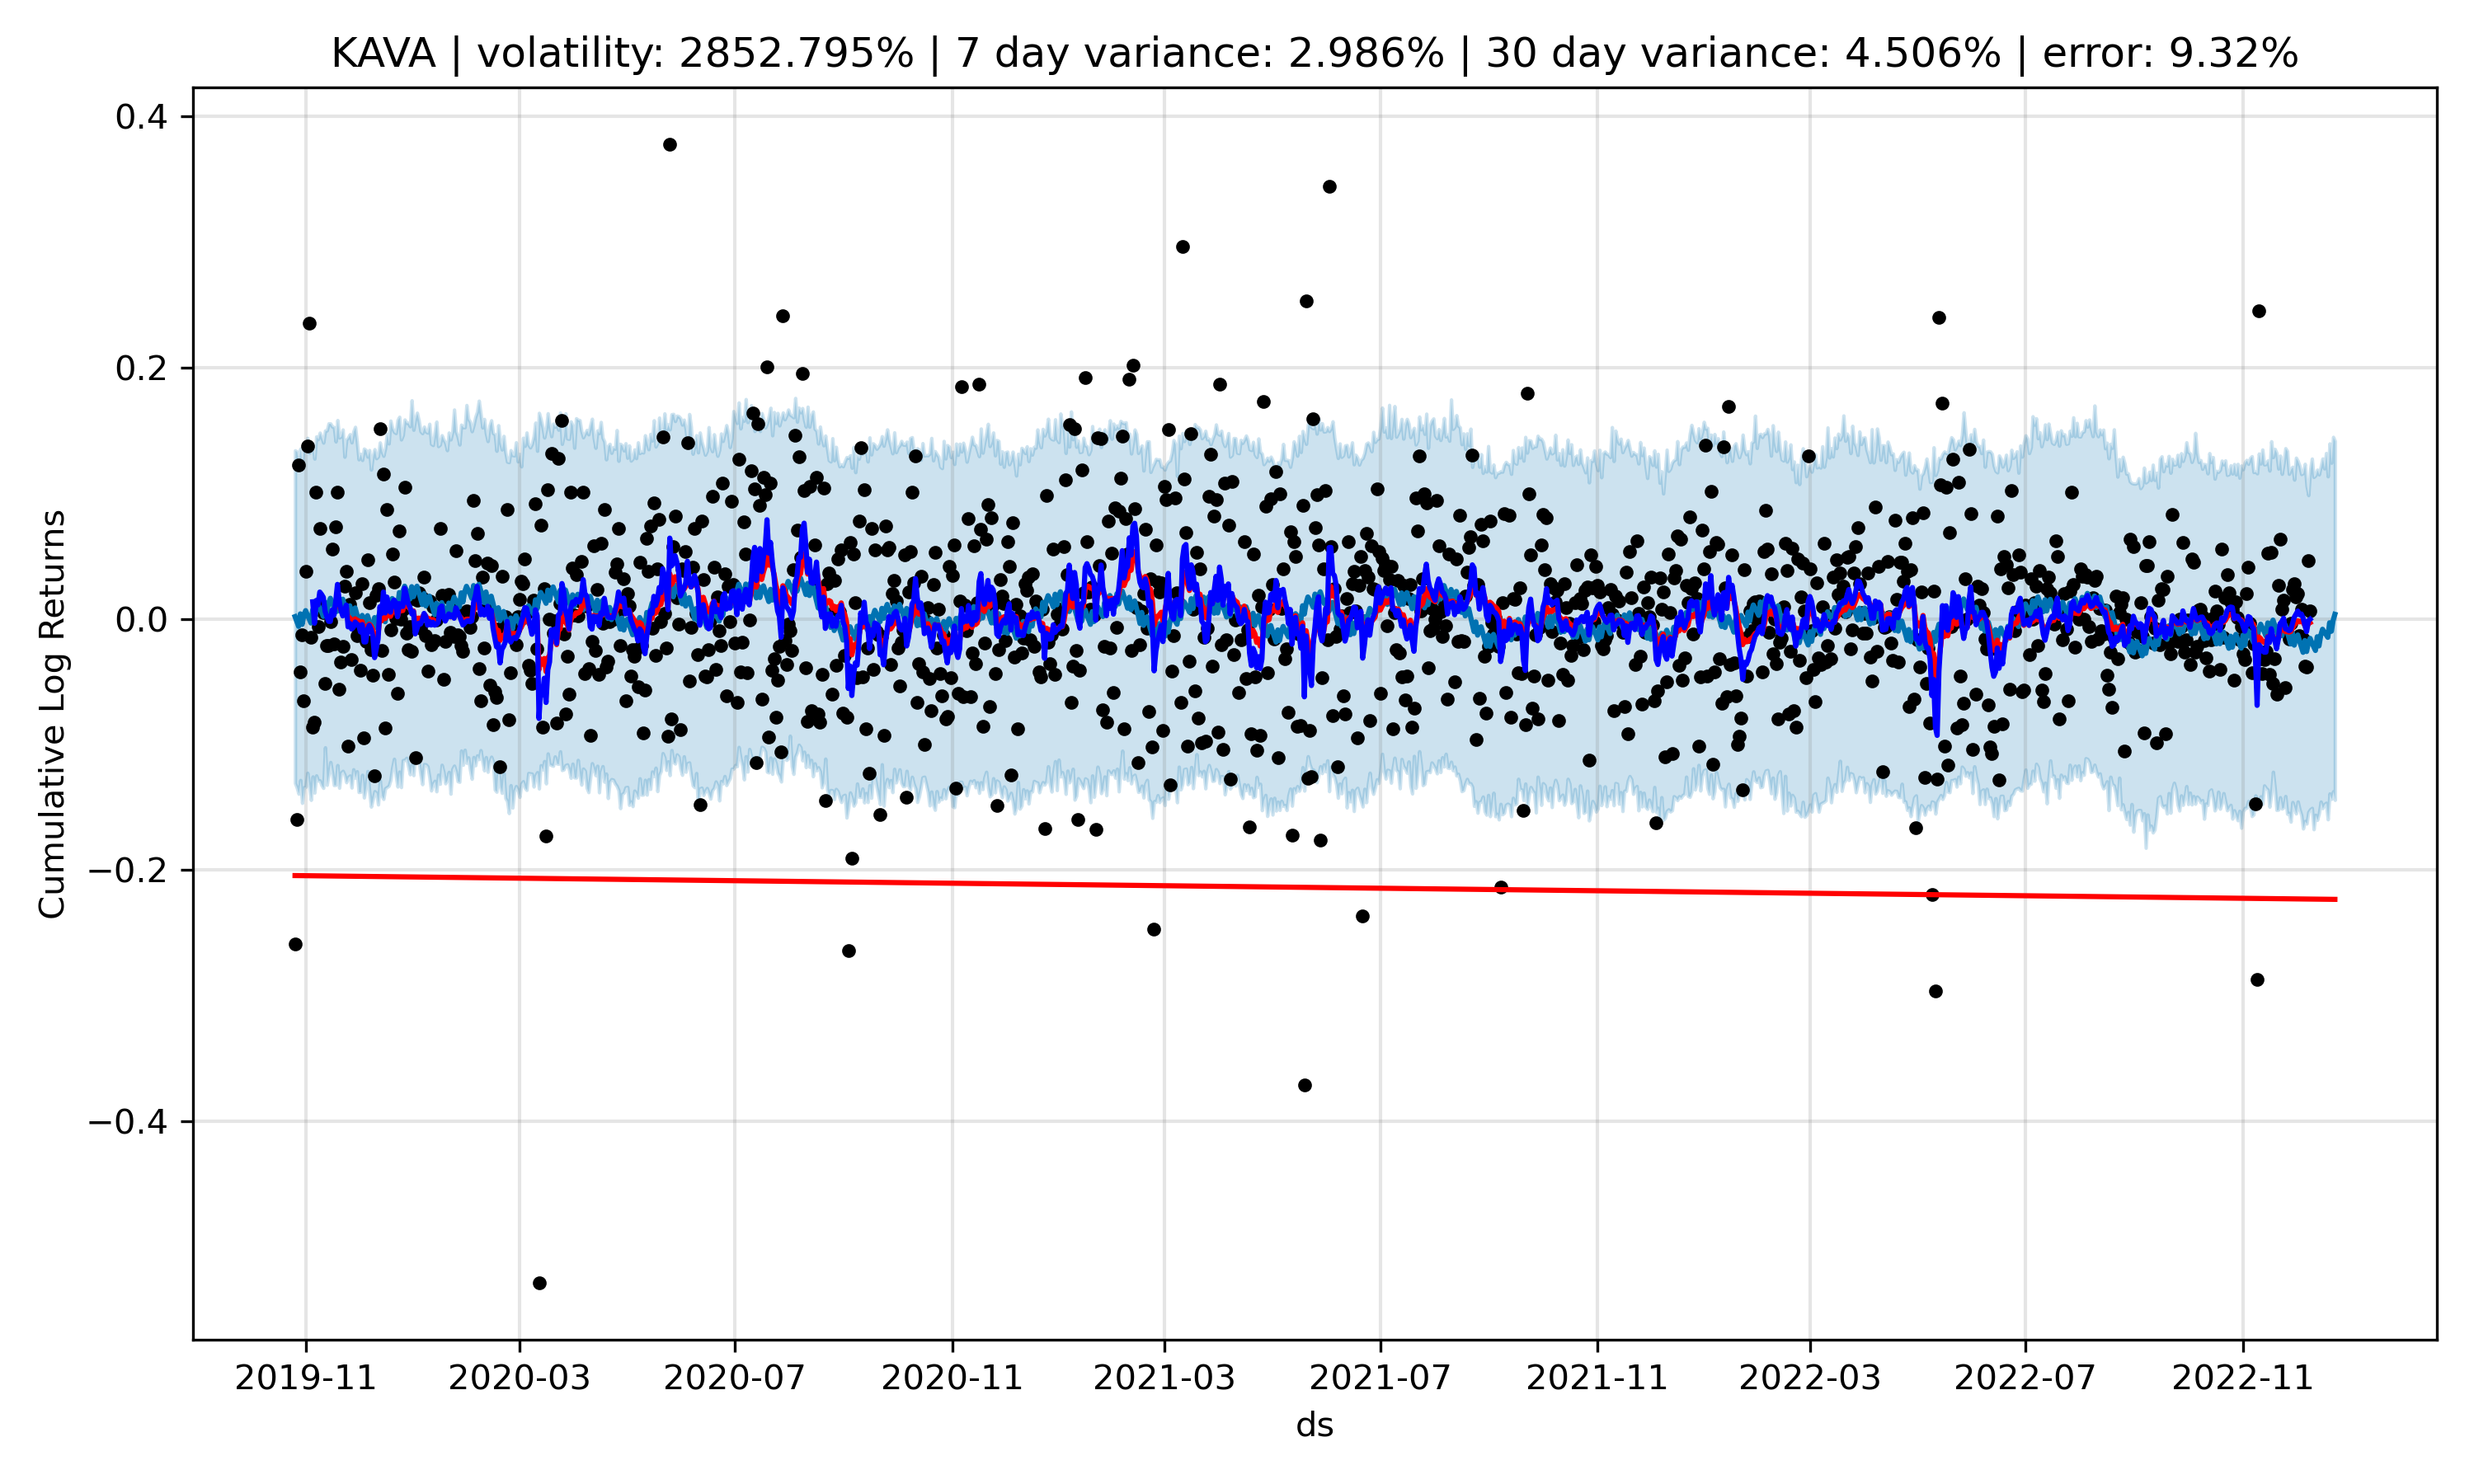 KAVA | volatility: 2852.795% | 7 day variance: 2.986% | 30 day variance: 4.506% | error: 9.32%
0.4
0.2
0.0
−0.2
−0.4
Cumulative Log Returns
2019-11 2020-03 2020-07 2020-11 2021-03 2021-07 2021-11 2022-03 2022-07 2022-11
ds